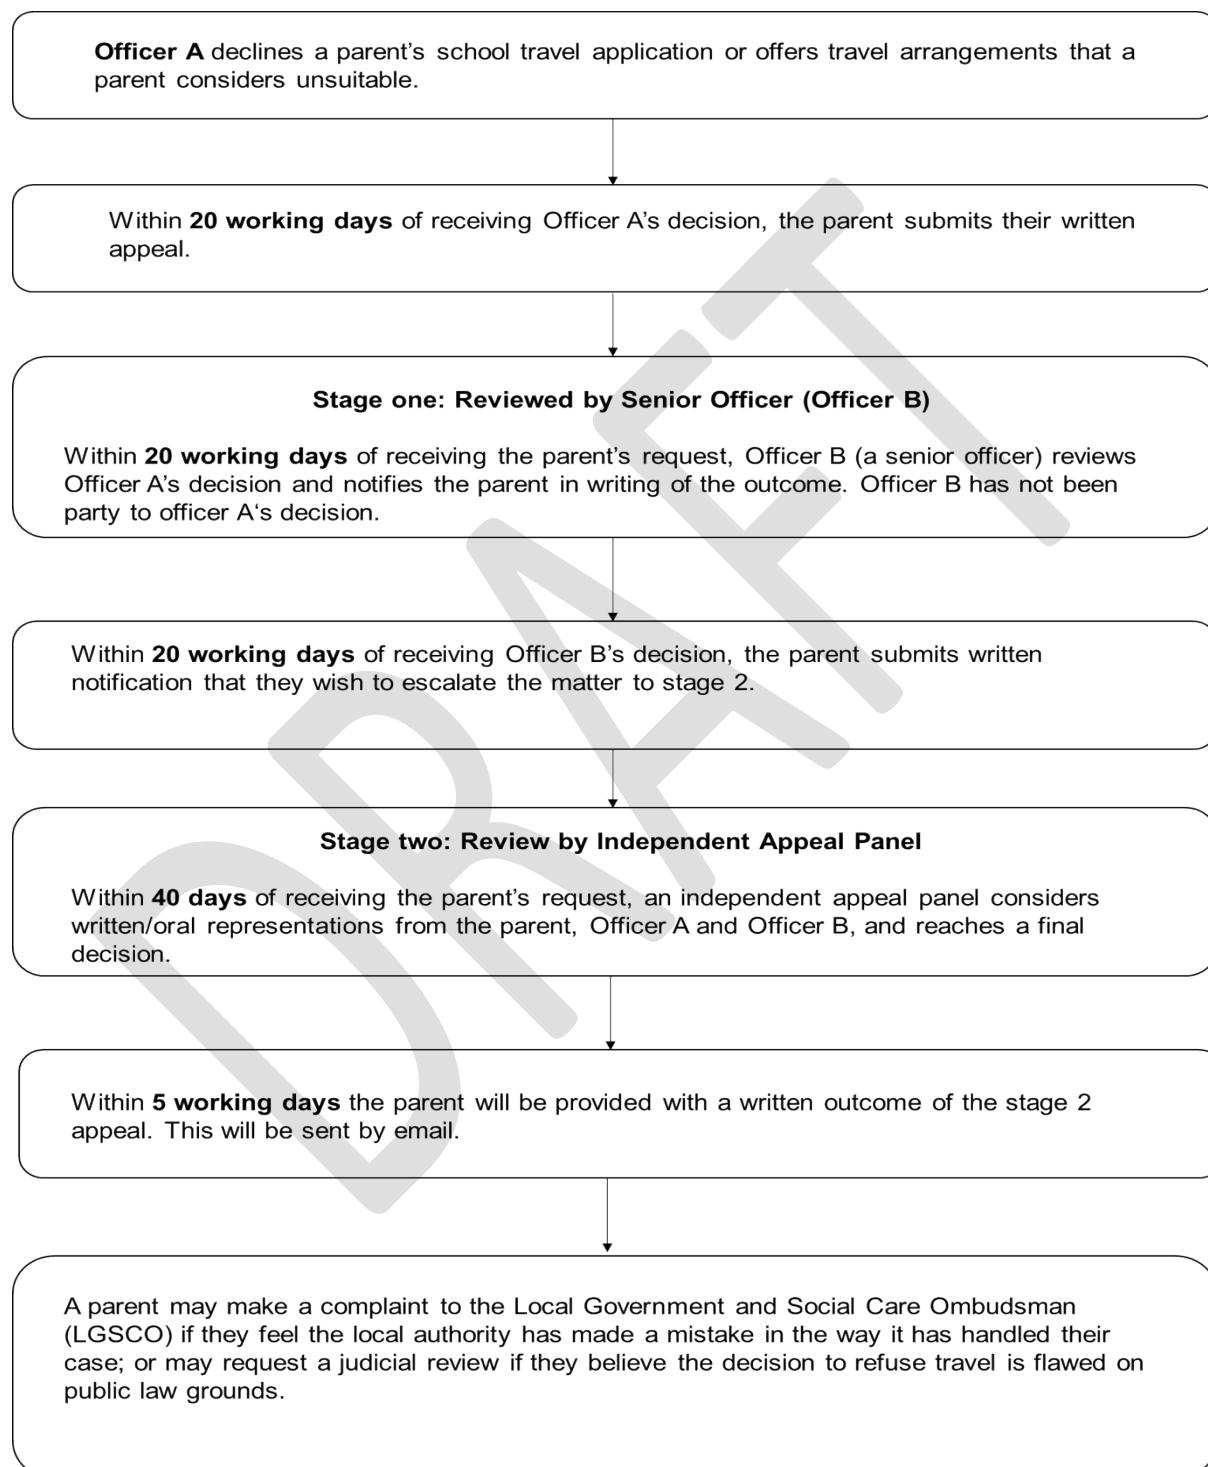 Officer A declines a parent's school travel application or offers travel arrangements that a
parent considers unsuitable.
Within 20 working days of receiving Officer A's decision, the parent submits their written
appeal.
Stage one: Reviewed by Senior Officer (Officer B)
Within 20 working days of receiving the parent's request, Officer B (a senior officer) reviews
Officer A's decision and notifies the parent in writing of the outcome. Officer B has not been
party to officer A‘s decision.
Within 20 working days of receiving Officer B's decision, the parent submits written
notification that they wish to escalate the matter to stage 2.
Stage two: Review by Independent Appeal Panel
Within 40 days of receiving the parent's request, an independent appeal panel considers
written/oral representations from the parent, Officer A and Officer B, and reaches a final
decision.
Within 5 working days the parent will be provided with a written outcome of the stage 2
appeal. This will be sent by email.
A parent may make a complaint to the Local Government and Social Care Ombudsman
(LGSCO) if they feel the local authority has made a mistake in the way it has handled their
case; or may request a judicial review if they believe the decision to refuse travel is flawed on
public law grounds.
DRAFT